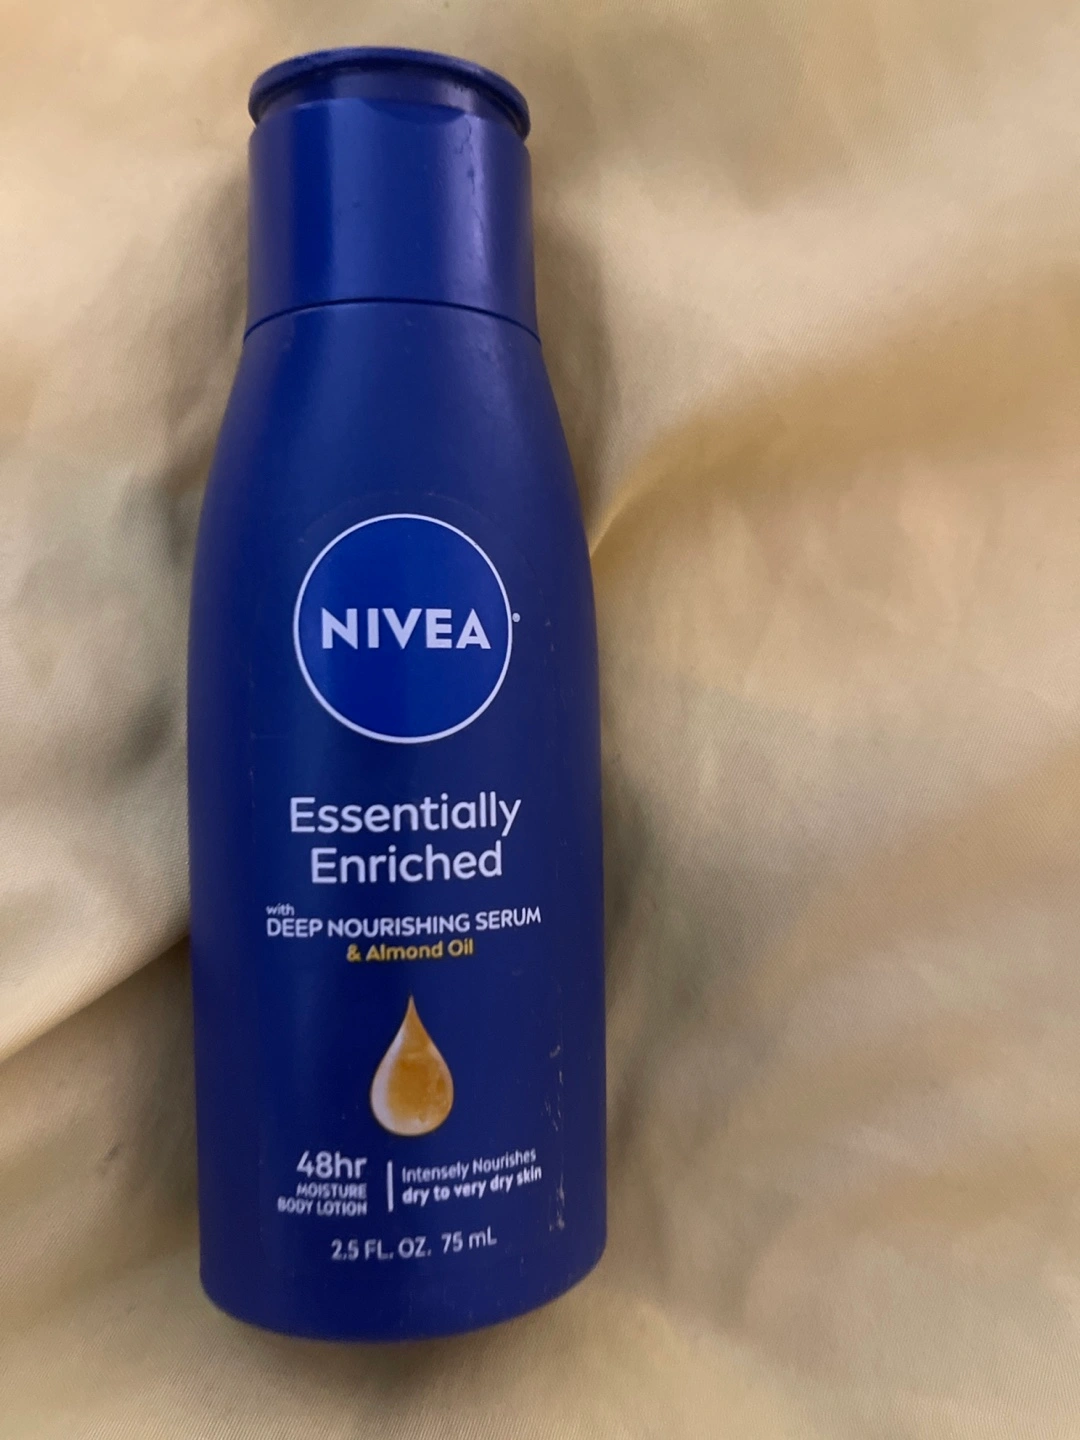 NIVEA®
Essentially
Enriched
with
DEEP NOURISHING SERUM
& Almond Oil
48hr
MOISTURE
BODY LOTION
Intensely Nourishes
dry to very dry skin
2.5 FL. OZ. 75 mL